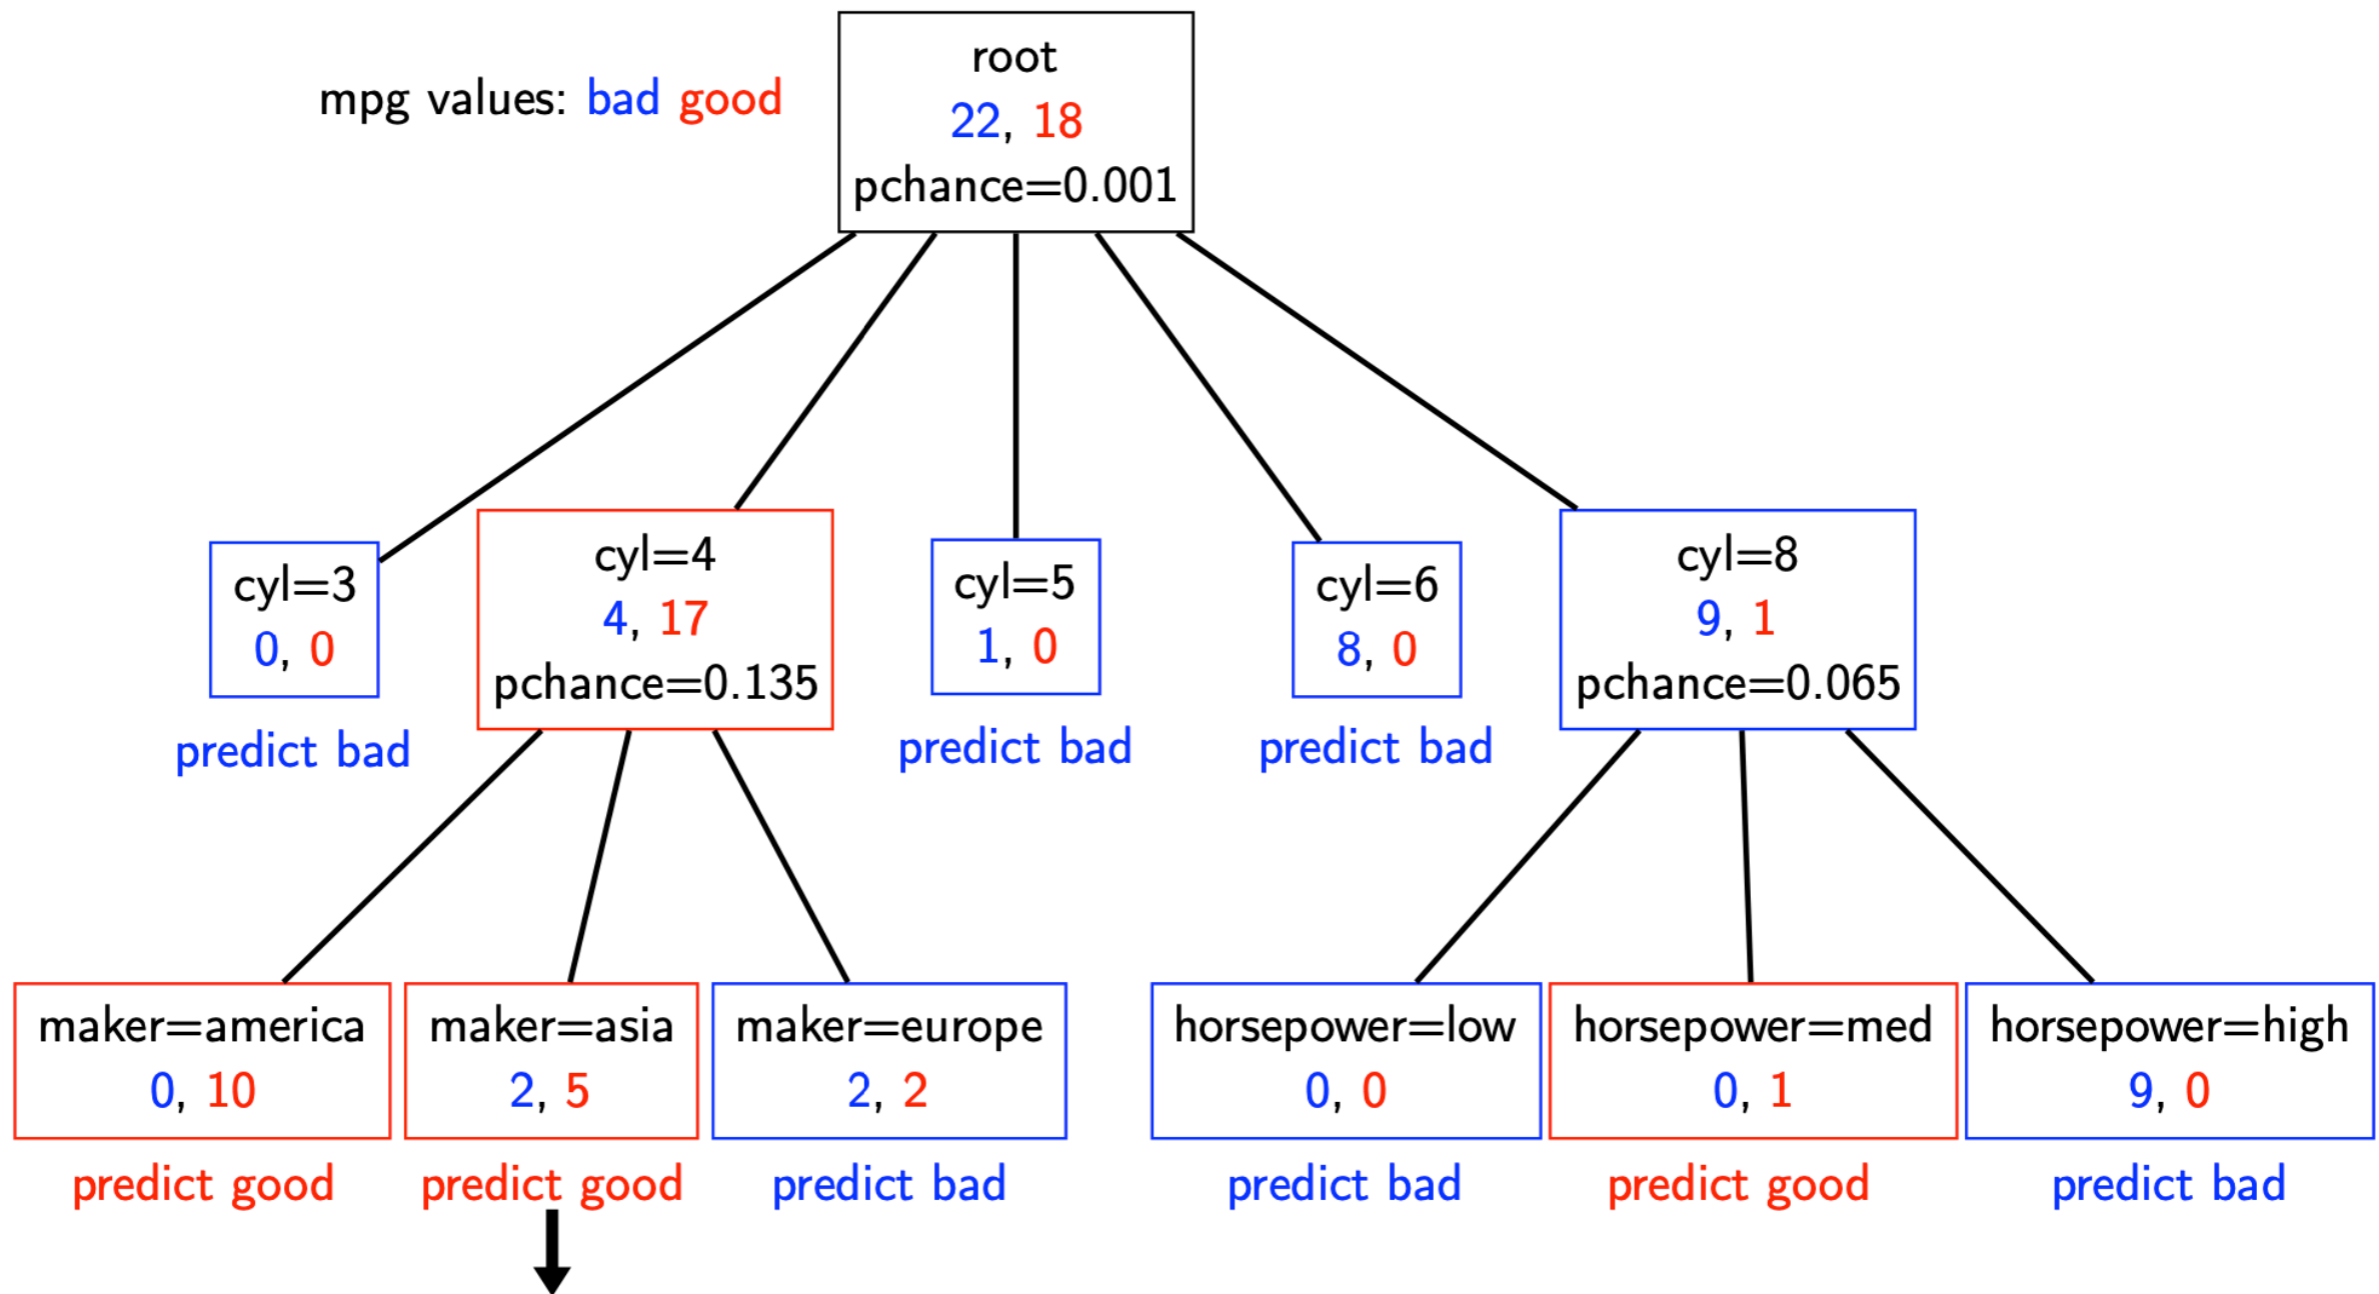 mpg values: bad good
root
22, 18
pchance=0.001
cyl=3
0, 0
predict bad
cyl=4
4, 17
pchance=0.135
cyl=5
1, 0
predict bad
cyl=6
8, 0
predict bad
cyl=8
9, 1
pchance=0.065
maker=america
0, 10
predict good
maker=asia
2, 5
predict good
maker=europe
2, 2
predict bad
horsepower=low
0, 0
predict bad
horsepower=med
0, 1
predict good
horsepower=high
9, 0
predict bad